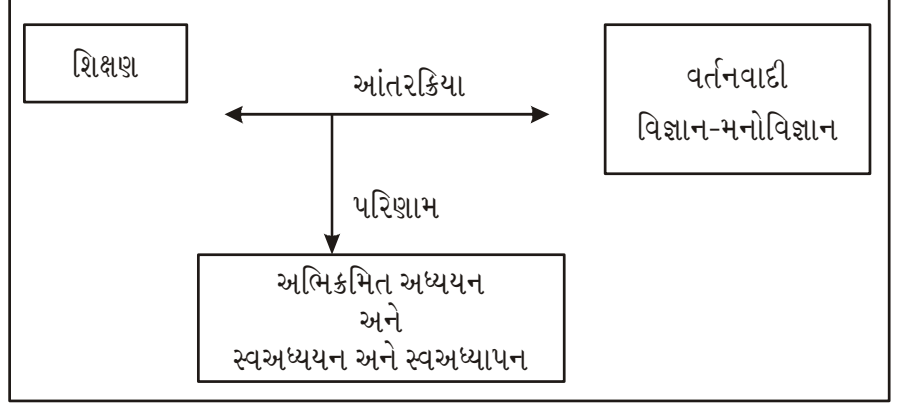 શિક્ષણ
આંતરક્રિયા
વર્તનવાદી
વિજ્ઞાન-મનોવિજ્ઞાન
પરિણામ
અભિક્રમિત અધ્યયન
અને
સ્વઅધ્યયન અને સ્વઅધ્યાપન